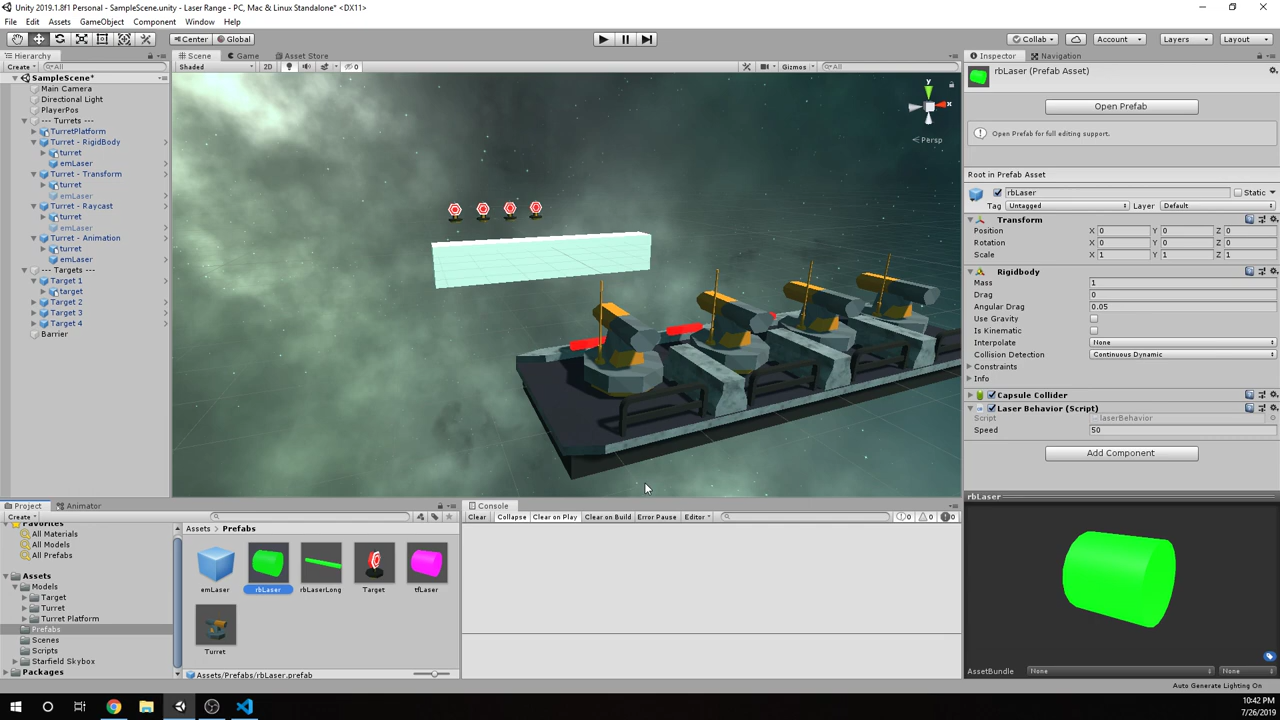 Unity 2019.1.8f1 Personal - SampleScene.unity - Laser Range - PC, Mac & Linux Standalone* <DX11>
File Edit Assets GameObject Component Window Help
Center Global Collab Account Layers Layout
Hierarchy
Create All
SampleScene*
Main Camera
Directional Light
PlayerPos
--- Turrets ---
TurretPlatform
Turret - RigidBody
turret
emLaser
Turret - Transform
turret
emLaser
Turret - Raycast
turret
emLaser
Turret - Animation
turret
emLaser
--- Targets ---
Target 1
target
Target 2
Target 3
Target 4
Barrier
Scene Game Asset Store
Shaded 2D 0 Gizmos All
y
x
Persp
Inspector Navigation
rbLaser (Prefab Asset)
Open Prefab
Open Prefab for full editing support.
Root in Prefab Asset
rbLaser Static
Tag Untagged Layer Default
Transform
Position X 0 Y 0 Z 0
Rotation X 0 Y 0 Z 0
Scale X 1 Y 1 Z 1
Rigidbody
Mass 1
Drag 0
Angular Drag 0.05
Use Gravity
Is Kinematic
Interpolate None
Collision Detection Continuous Dynamic
Constraints
Info
Capsule Collider
Laser Behavior (Script)
Script laserBehavior
Speed 50
Add Component
rbLaser
AssetBundle None None
Auto Generate Lighting On
Project Animator
Create
Favorites
All Materials
All Models
All Prefabs
Assets
Models
Target
Turret
Turret Platform
Prefabs
Scenes
Scripts
Starfield Skybox
Packages
Assets Prefabs
emLaser rbLaser rbLaserLong Target tfLaser
Turret
Assets/Prefabs/rbLaser.prefab
Console
Clear Collapse Clear on Play Clear on Build Error Pause Editor 0 0 0
10:42 PM
7/26/2019